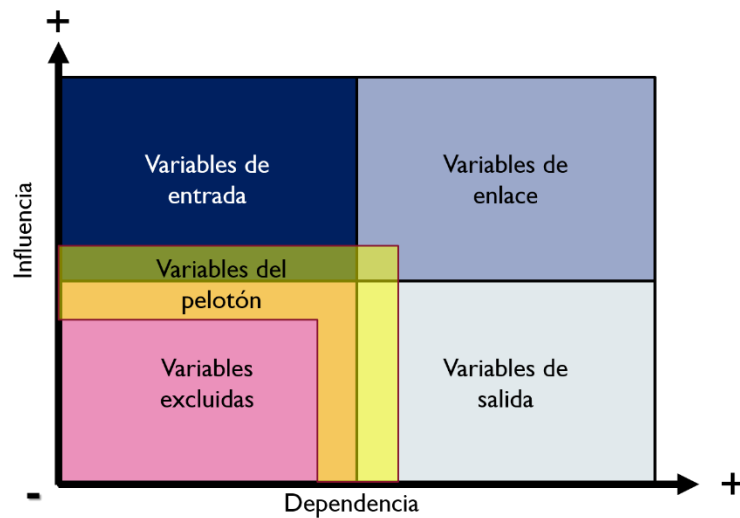 +
Variables de
entrada
Variables de
enlace
Influencia
Variables del
pelotón
Variables
excluidas
Variables de
salida
-
Dependencia
+